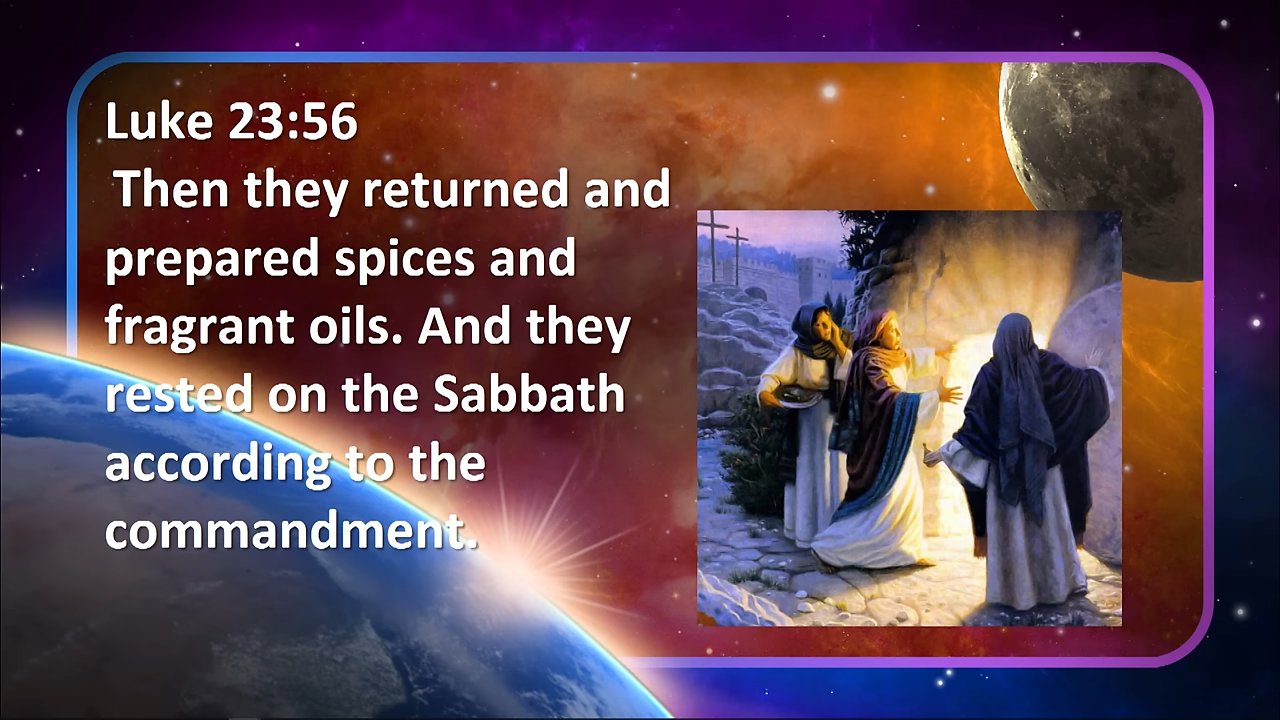 Luke 23:56
Then they returned and
prepared spices and
fragrant oils. And they
rested on the Sabbath
according to the
commandment.